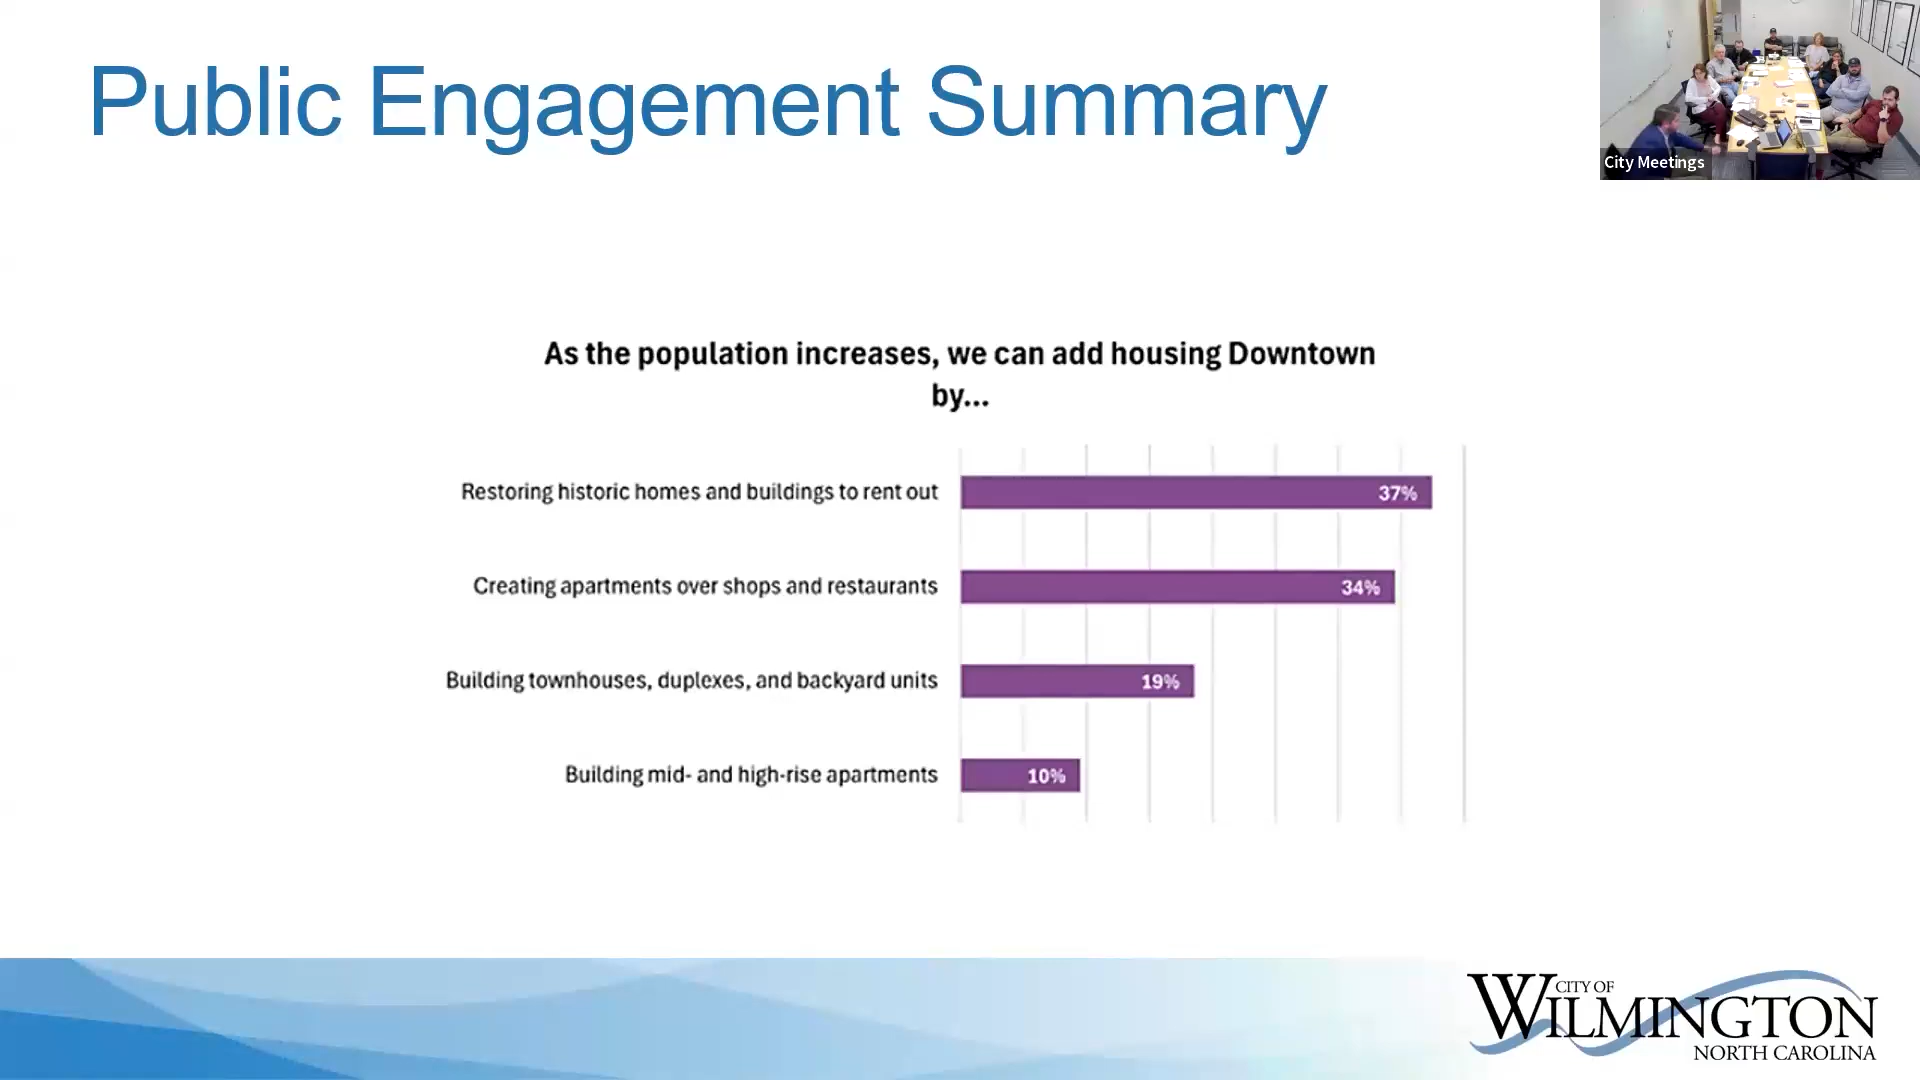 Public Engagement Summary
City Meetings
As the population increases, we can add housing Downtown
by...
Restoring historic homes and buildings to rent out
37%
Creating apartments over shops and restaurants
34%
Building townhouses, duplexes, and backyard units
19%
Building mid- and high-rise apartments
10%
CITY OF
WILMINGTON
NORTH CAROLINA